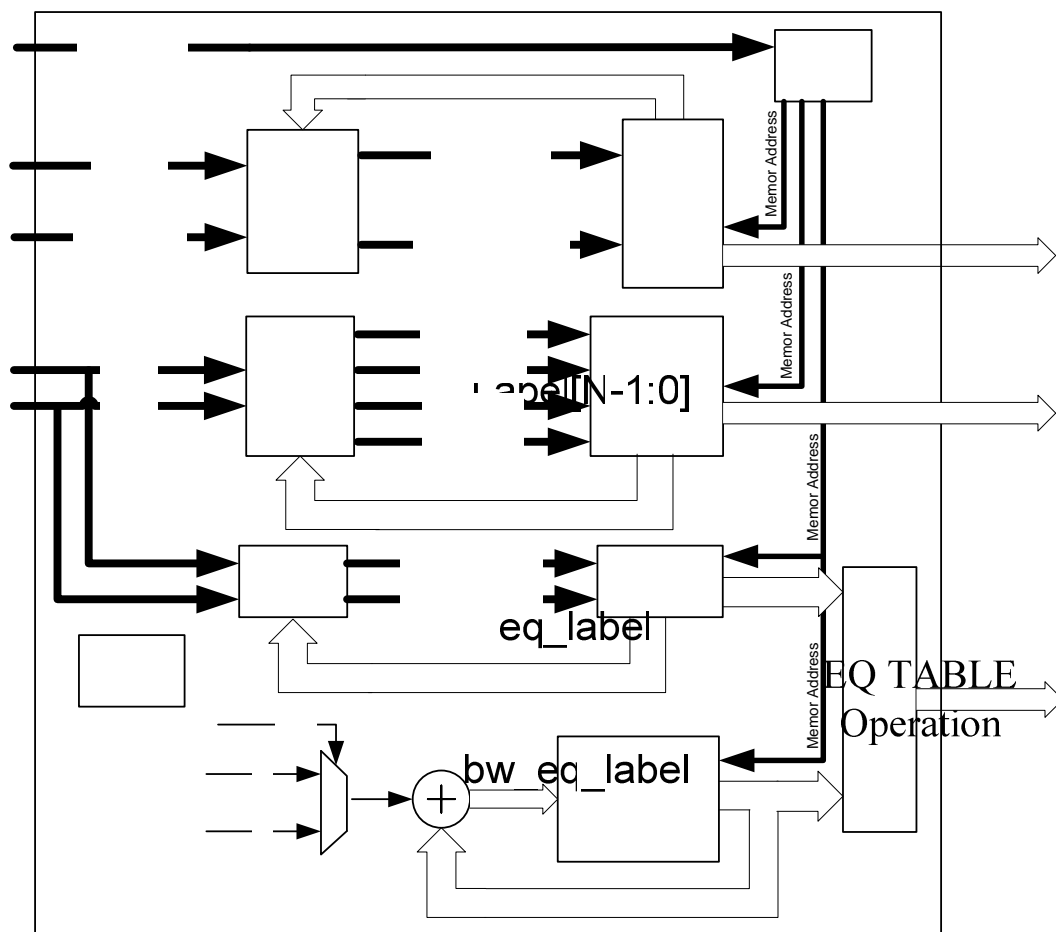 Memor Address
Memor Address
Label[N-1:0]
Memor Address
eq_label
Memor Address
EQ TABLE
Operation
bw_eq_label